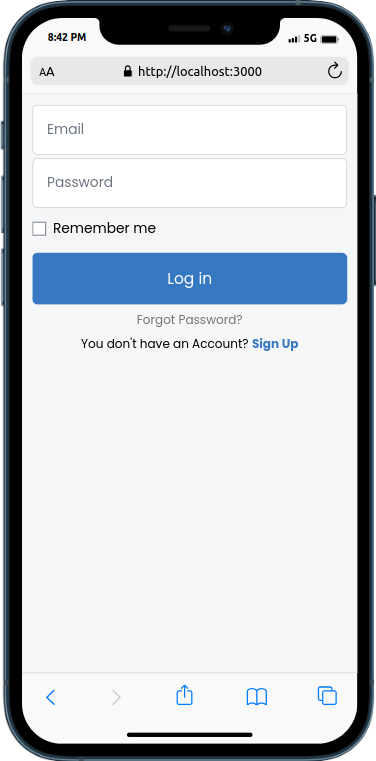 8:42 PM
5G
AA
http://localhost:3000
Email
Password
Remember me
Log in
Forgot Password?
You don't have an Account? Sign Up